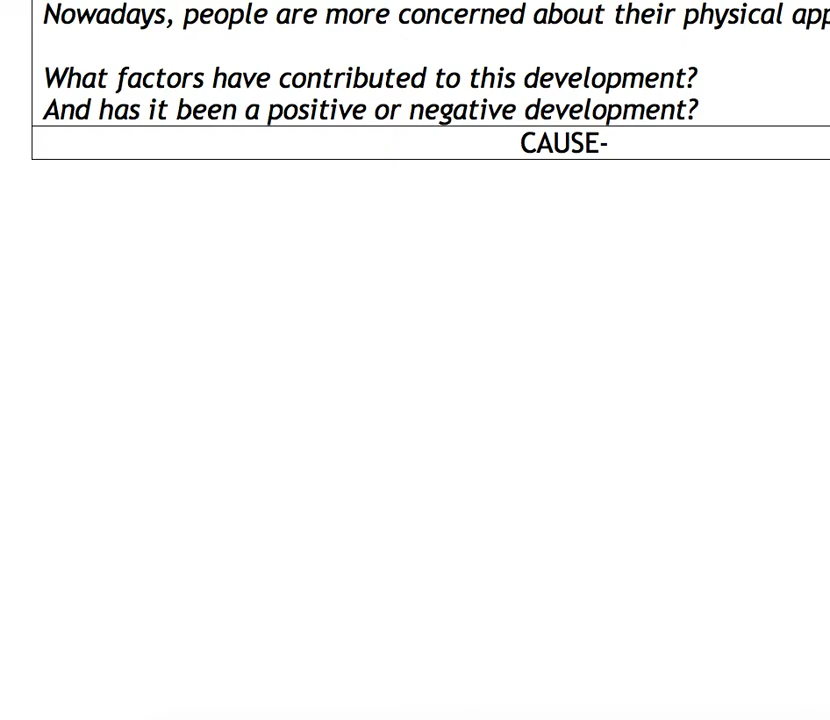 Nowadays, people are more concerned about their physical
What factors have contributed to this development?
And has it been a positive or negative development?
CAUSE-